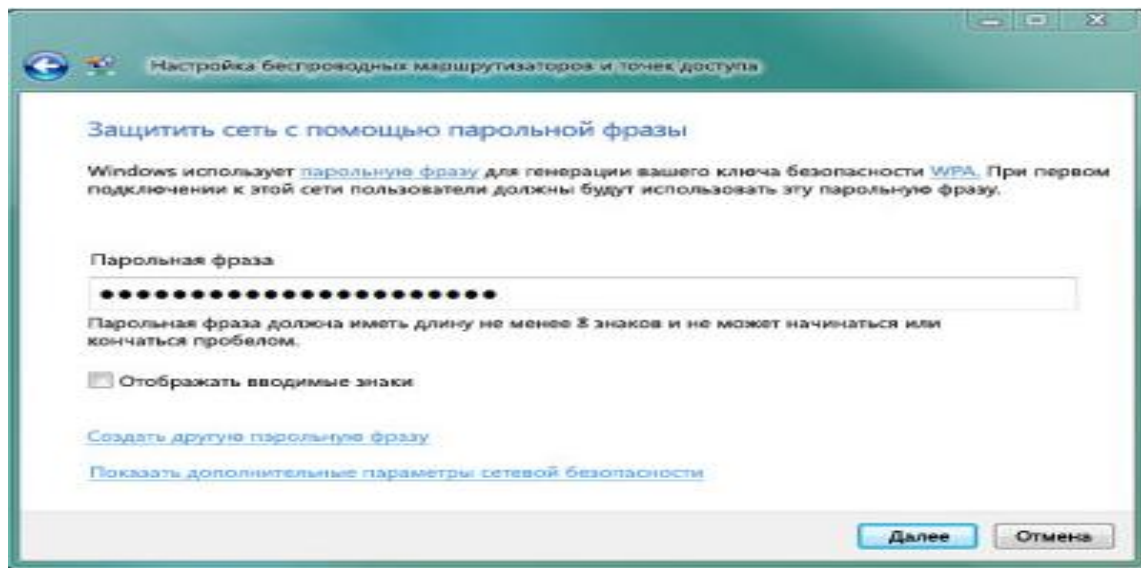 Настройка беспроводных маршрутизаторов и точек доступа
Защитить сеть с помощью парольной фразы
Windows использует парольную фразу для генерации вашего ключа безопасности WPA. При первом
подключении к этой сети пользователи должны будут использовать эту парольную фразу.
Парольная фраза
●●●●●●●●●●●●●●●●●●●●●●
Парольная фраза должна иметь длину не менее 8 знаков и не может начинаться или
кончаться пробелом.
Отображать вводимые знаки
Создать другую парольную фразу
Показать дополнительные параметры сетевой безопасности
Далее Отмена